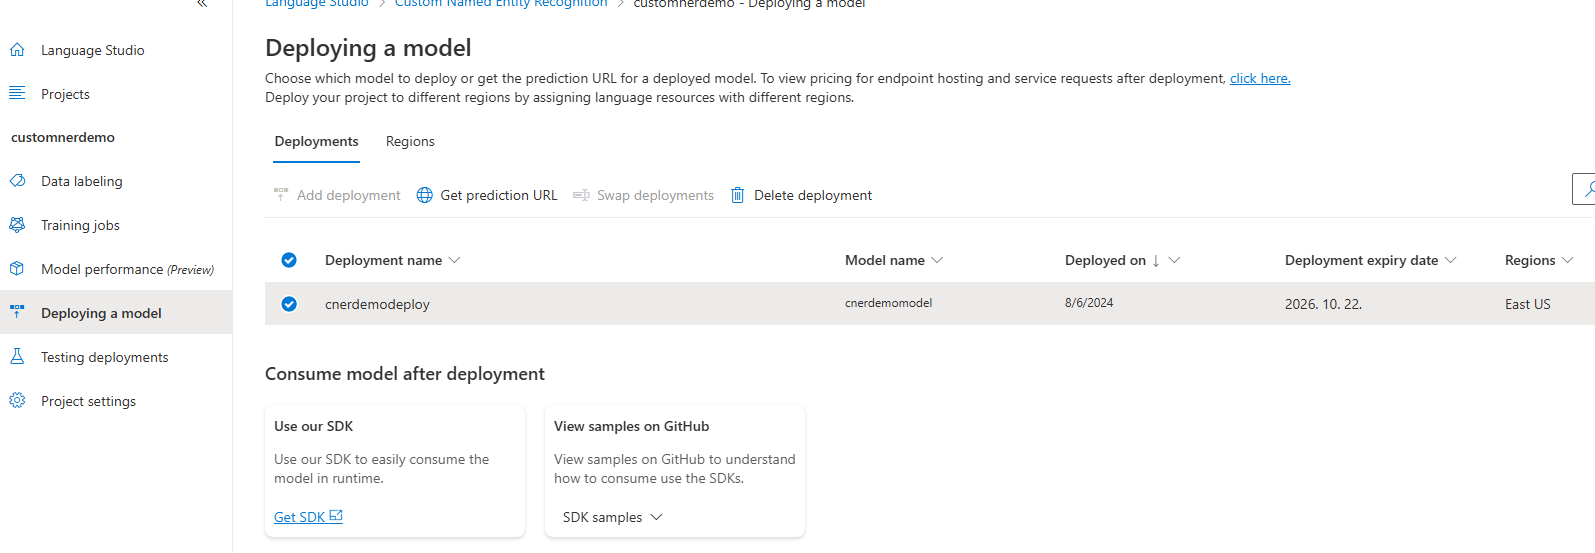 Language Studio > Custom Named Entity Recognition > customnerdemo - Deploying a model
Language Studio
Projects
customnerdemo
Data labeling
Training jobs
Model performance (Preview)
Deploying a model
Testing deployments
Project settings
Deploying a model
Choose which model to deploy or get the prediction URL for a deployed model. To view pricing for endpoint hosting and service requests after deployment, click here.
Deploy your project to different regions by assigning language resources with different regions.
Deployments Regions
Add deployment Get prediction URL Swap deployments Delete deployment
Deployment name Model name Deployed on ↓ Deployment expiry date Regions
cnerdemodeploy cnerdemomodel 8/6/2024 2026. 10. 22. East US
Consume model after deployment
Use our SDK
Use our SDK to easily consume the
model in runtime.
Get SDK
View samples on GitHub
View samples on GitHub to understand
how to consume use the SDKs.
SDK samples